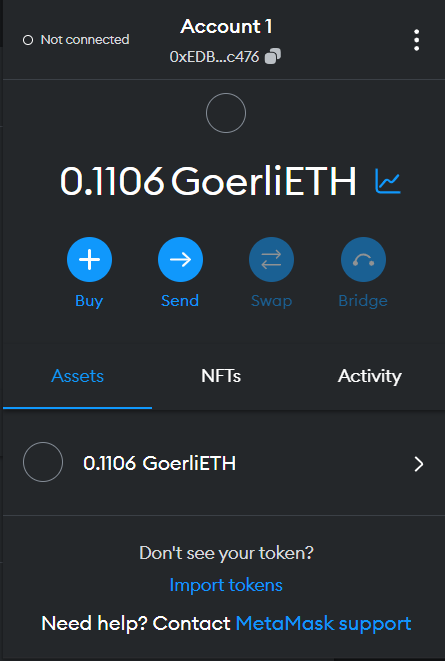 Account 1
Not connected
0xEDB...c476
0.1106 GoerliETH
Buy Send Swap Bridge
Assets NFTs Activity
0.1106 GoerliETH
Don't see your token?
Import tokens
Need help? Contact MetaMask support